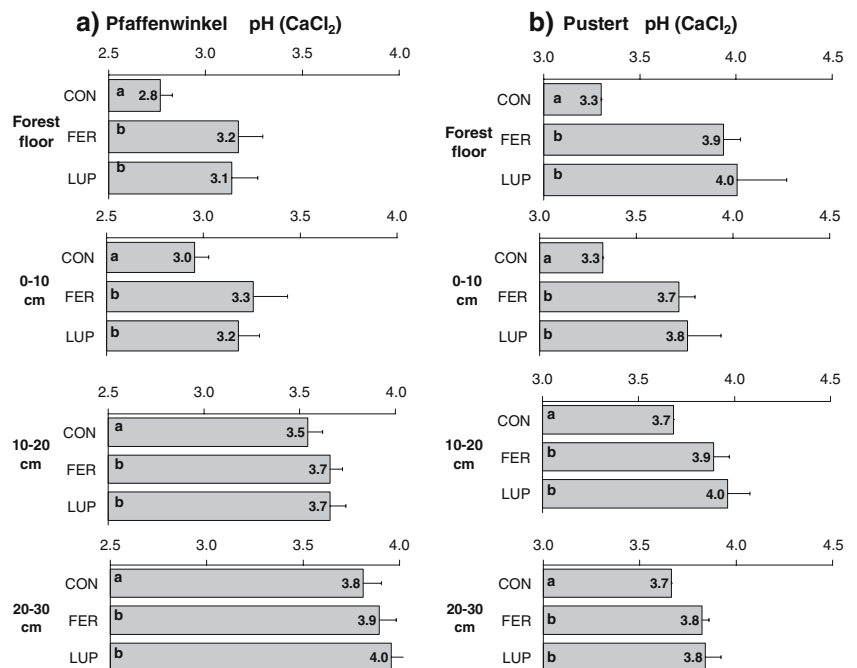 a) Pfaffenwinkel pH (CaCl₂)
2.5 3.0 3.5 4.0
Forest floor
CON a 2.8
FER b 3.2
LUP b 3.1
2.5 3.0 3.5 4.0
0-10 cm
CON a 3.0
FER b 3.3
LUP b 3.2
2.5 3.0 3.5 4.0
10-20 cm
CON a 3.5
FER b 3.7
LUP b 3.7
2.5 3.0 3.5 4.0
20-30 cm
CON a 3.8
FER b 3.9
LUP b 4.0
b) Pustert pH (CaCl₂)
3.0 3.5 4.0 4.5
Forest floor
CON a 3.3
FER b 3.9
LUP b 4.0
3.0 3.5 4.0 4.5
0-10 cm
CON a 3.3
FER b 3.7
LUP b 3.8
3.0 3.5 4.0 4.5
10-20 cm
CON a 3.7
FER b 3.9
LUP b 4.0
3.0 3.5 4.0 4.5
20-30 cm
CON a 3.7
FER b 3.8
LUP b 3.8